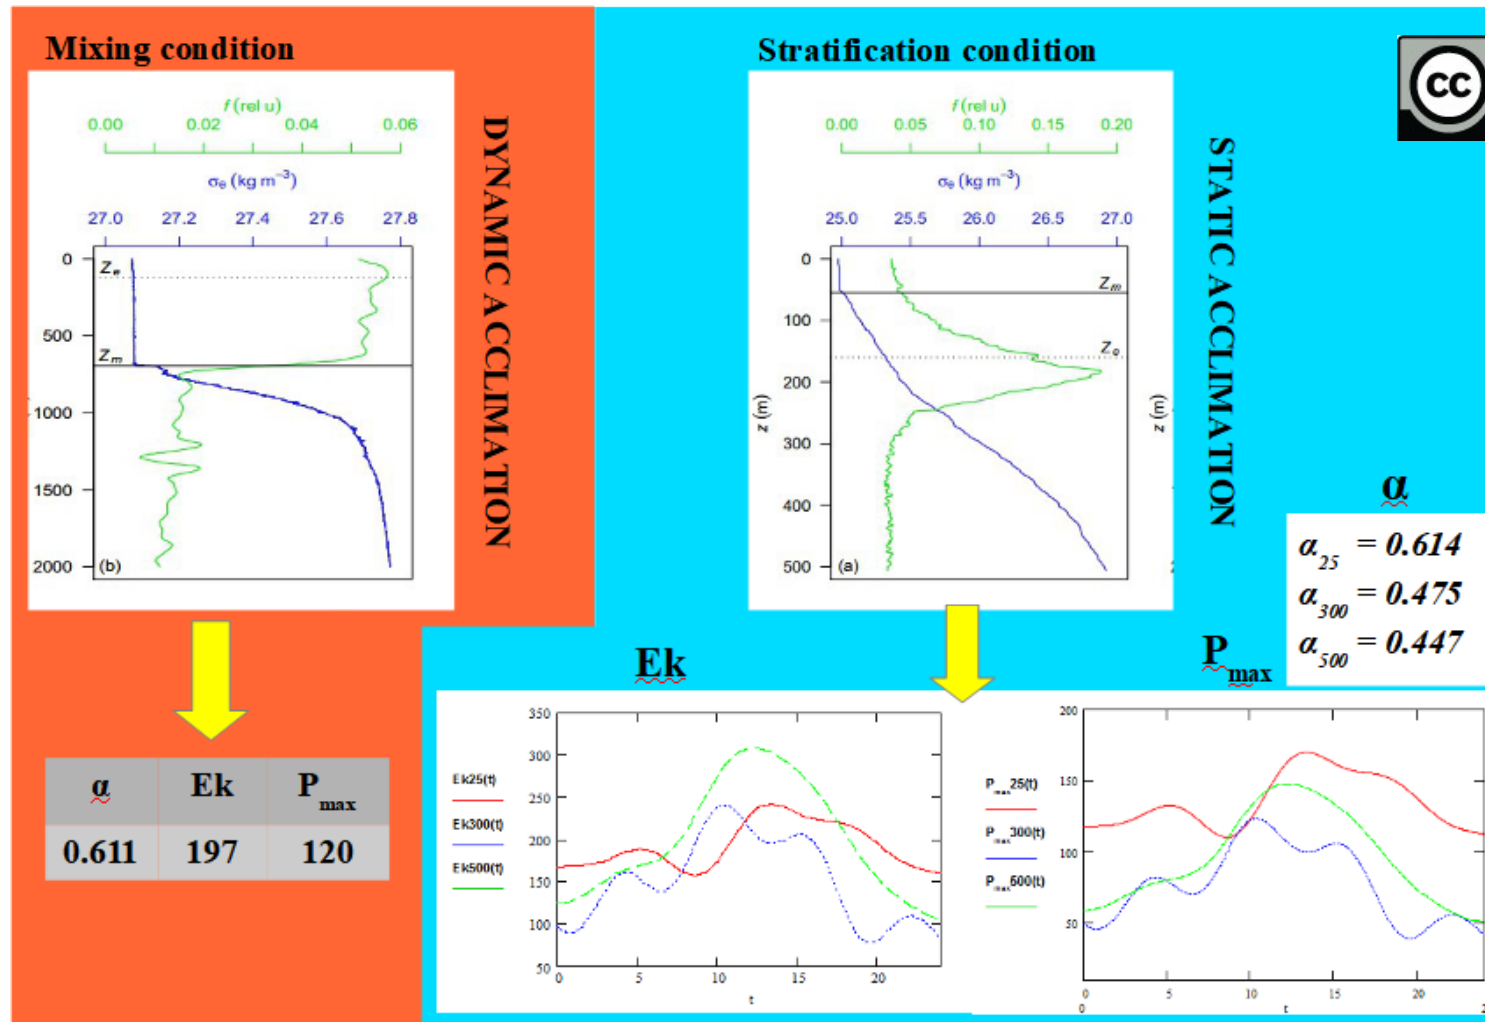 Mixing condition
f (rel u)
0.00 0.02 0.04 0.06
σθ (kg m⁻³)
27.0 27.2 27.4 27.6 27.8
0
500
1000
1500
2000
Ze
Zm
(b)
DYNAMIC ACCLIMATION
Stratification condition
f (rel u)
0.00 0.05 0.10 0.15 0.20
σθ (kg m⁻³)
25.0 25.5 26.0 26.5 27.0
0
100
200
300
400
500
z (m)
Zm
Ze
(a)
z (m)
STATIC ACCLIMATION
cc
α
α25 = 0.614
α300 = 0.475
α500 = 0.447
α Ek Pmax
0.611 197 120
Ek
350
300
250
200
150
100
50
0 5 10 15 20
t
Ek25(t)
Ek300(t)
Ek500(t)
Pmax
200
150
100
50
0
0 5 10 15 20
t
Pmax25(t)
Pmax300(t)
Pmax500(t)